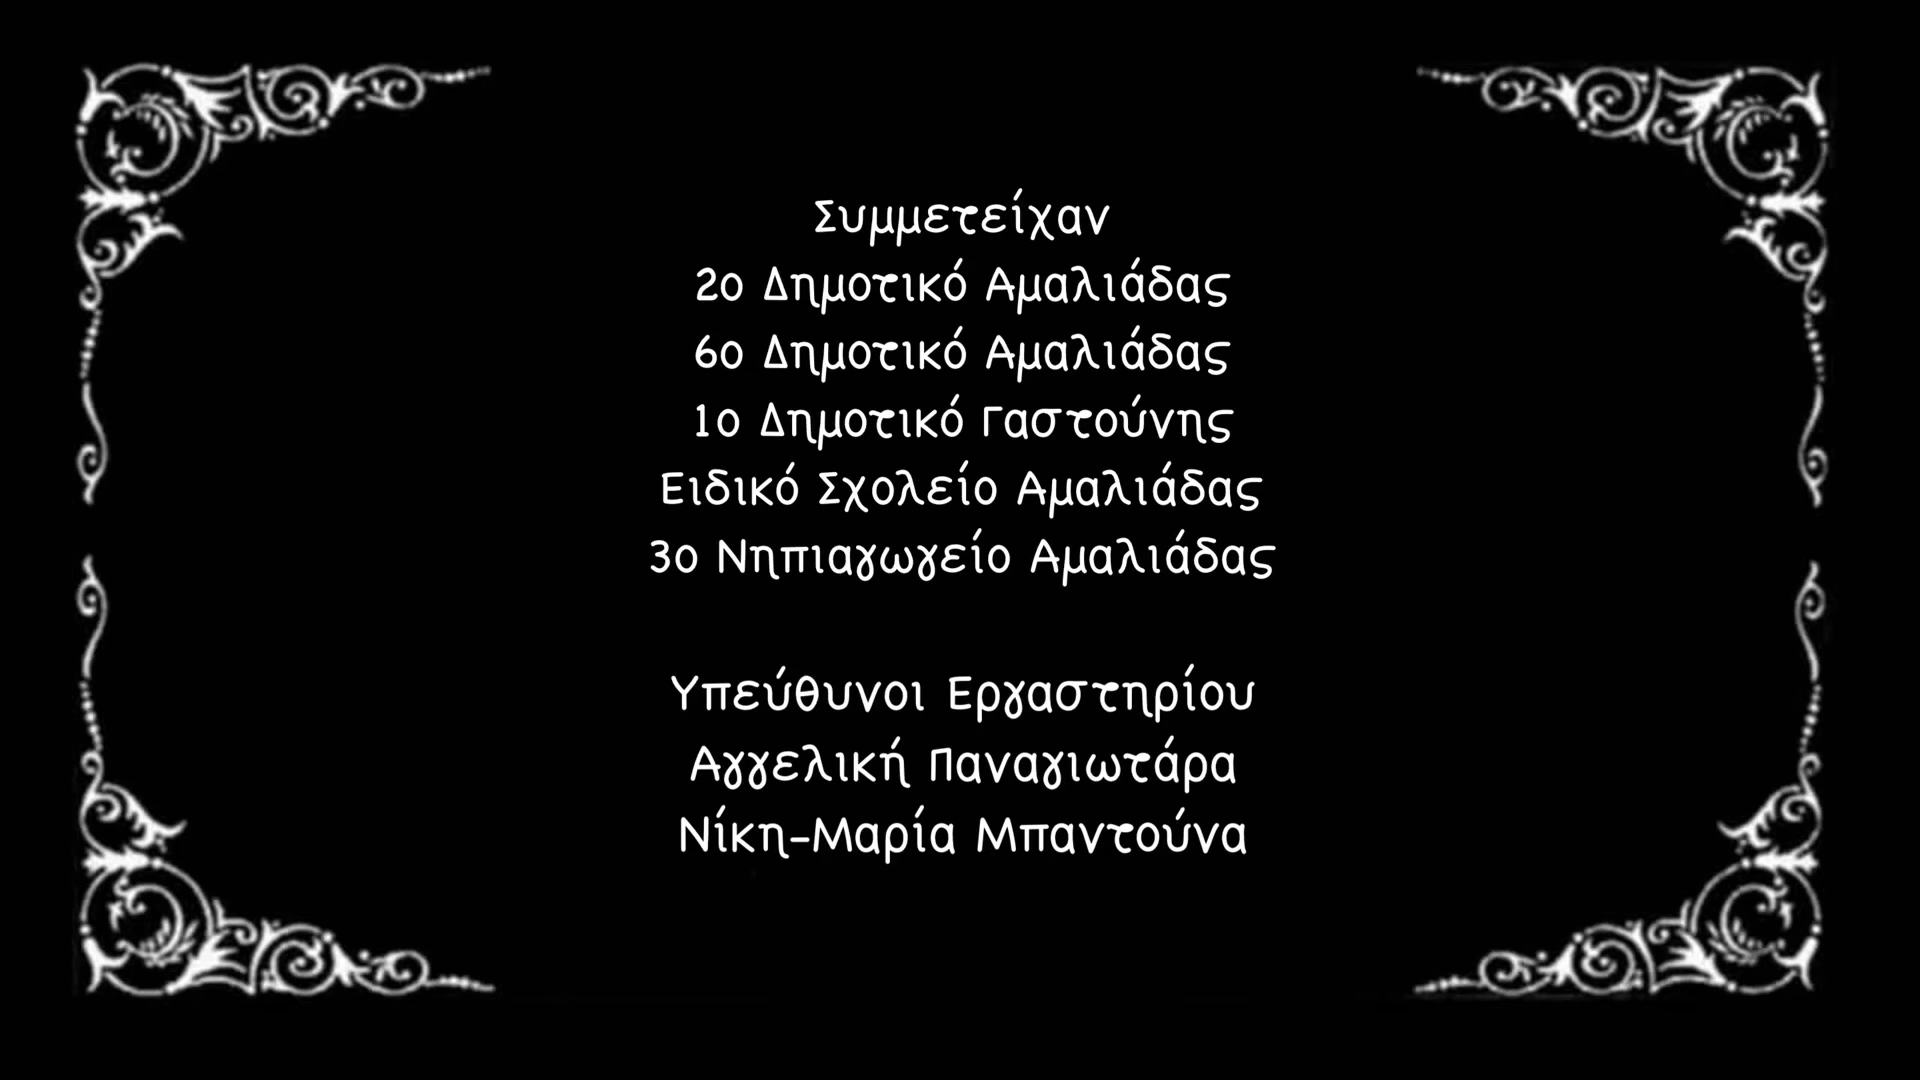 Συμμετείχαν
2ο Δημοτικό Αμαλιάδας
6ο Δημοτικό Αμαλιάδας
1ο Δημοτικό Γαστούνης
Ειδικό Σχολείο Αμαλιάδας
3ο Νηπιαγωγείο Αμαλιάδας
Υπεύθυνοι Εργαστηρίου
Αγγελική Παναγιωτάρα
Νίκη-Μαρία Μπαντούνα